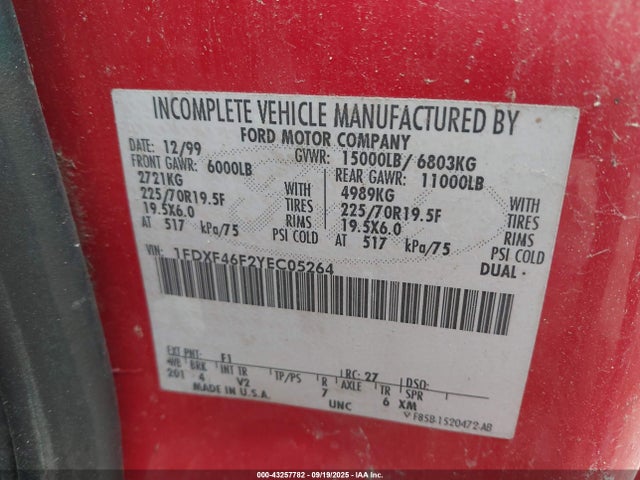 INCOMPLETE VEHICLE MANUFACTURED BY
FORD MOTOR COMPANY
DATE: 12/99 GVWR: 15000LB/ 6803KG
FRONT GAWR: 6000LB REAR GAWR: 11000LB
2721KG WITH 4989KG WITH
225/70R19.5F TIRES 225/70R19.5F TIRES
19.5X6.0 RIMS 19.5X6.0 RIMS
AT 517 kPa/75 PSI COLD AT 517 kPa/75 PSI COLD
VIN: 1FDXF46F2YEC05264 DUAL -
EXT PNT: F1 RC: 27 DSO:
WB BRK INT TR TP/PS R AXLE TR SPR
201 4 V2 7 6 XM
MADE IN U.S.A. UNC
F85B-1520472-AB
000-43257782 - 09/19/2025 - IAAI.com